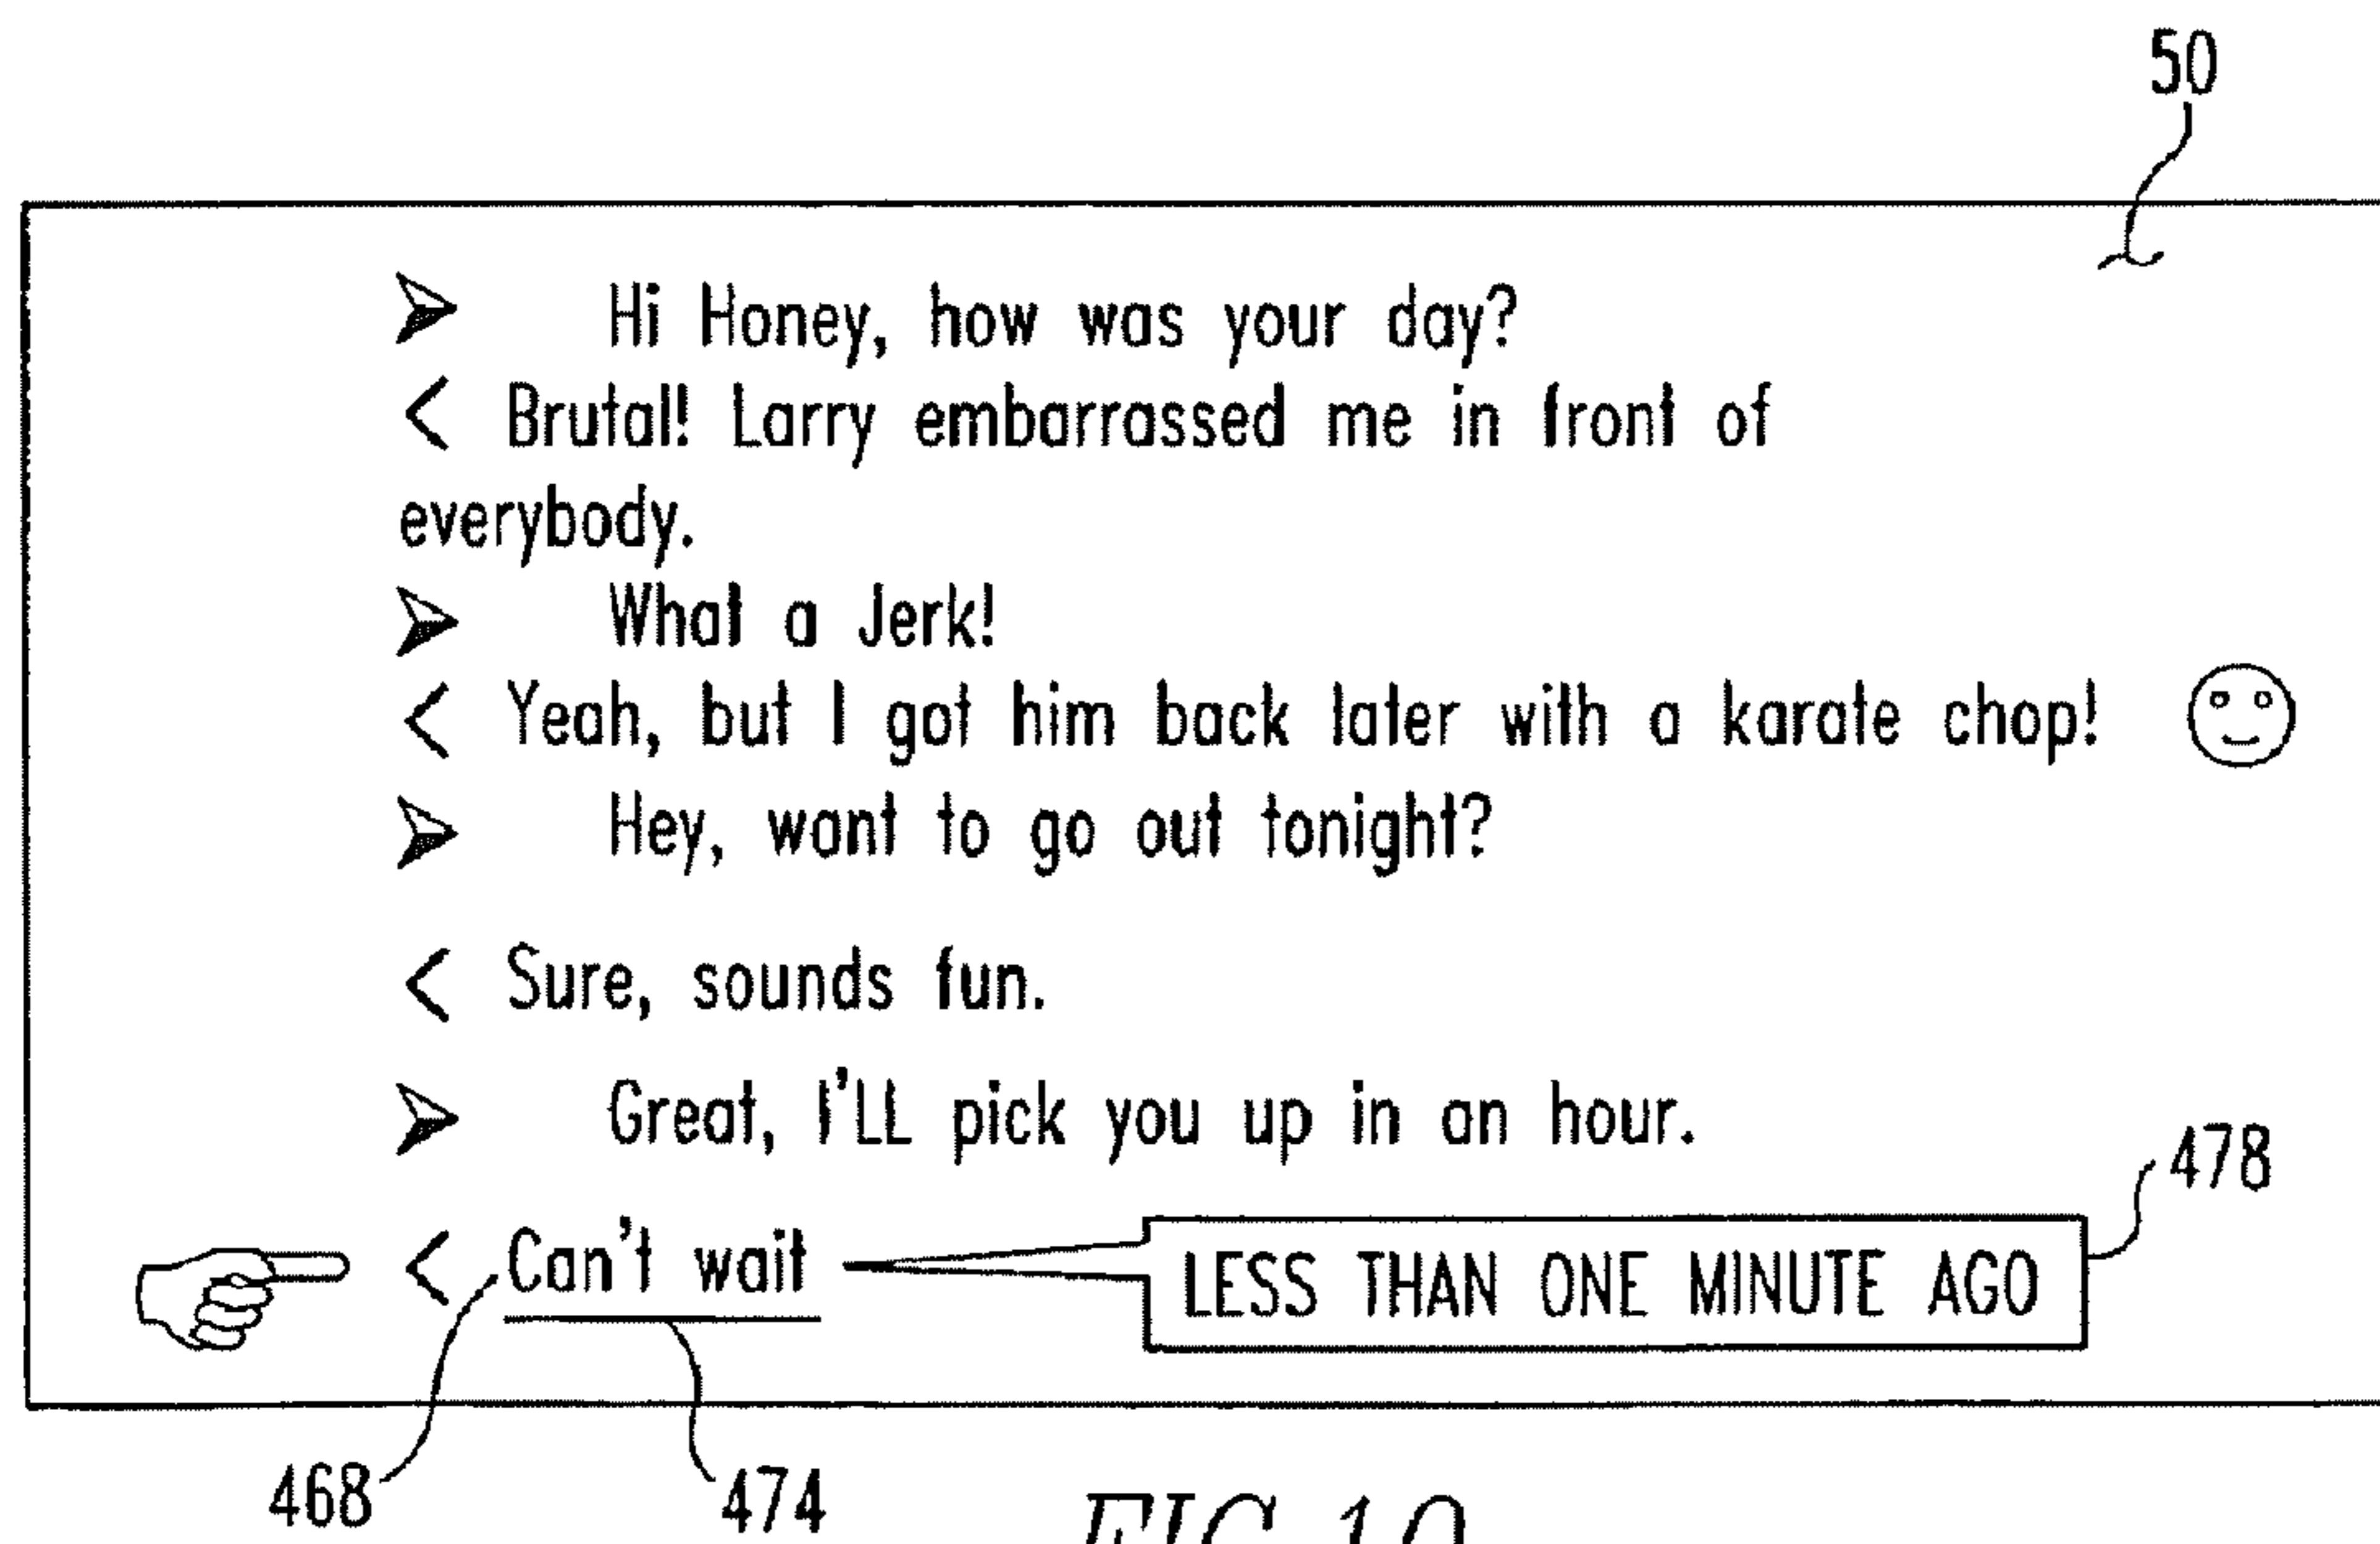 50
➢ Hi Honey, how was your day?
< Brutal! Larry embarrassed me in front of
everybody.
➢ What a Jerk!
< Yeah, but I got him back later with a karate chop!
➢ Hey, want to go out tonight?
< Sure, sounds fun.
➢ Great, I'LL pick you up in an hour.
478
< Can't wait
LESS THAN ONE MINUTE AGO
468
474